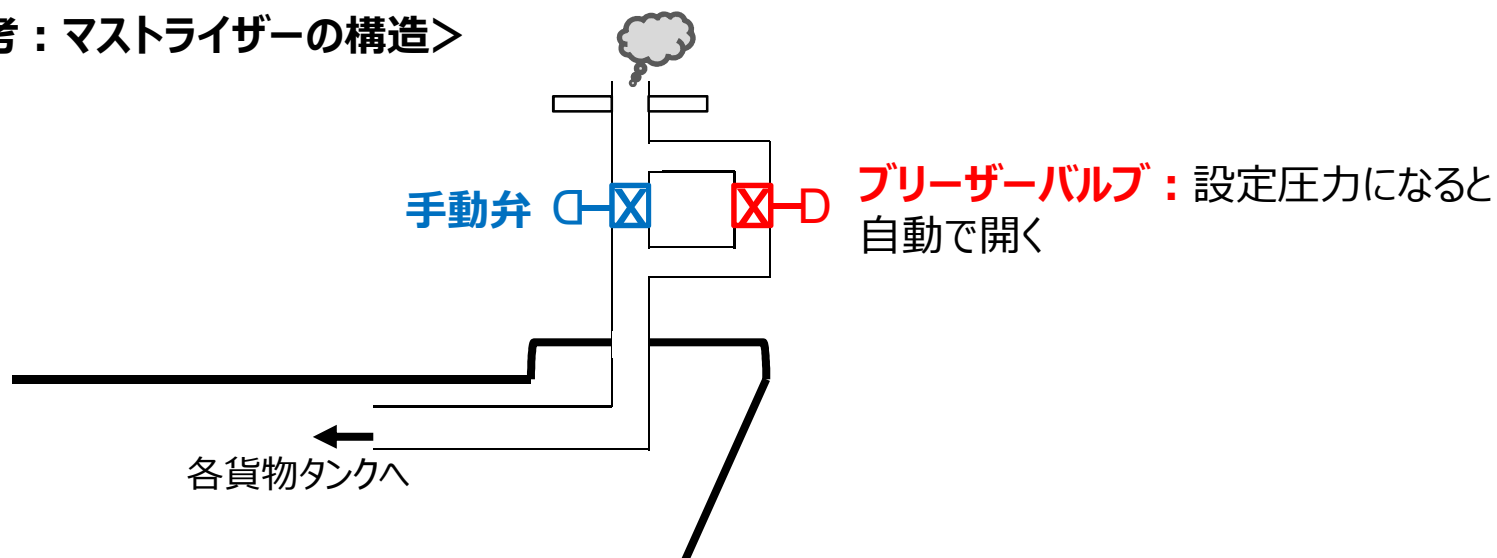 考：マストライザーの構造＞
手動弁
ブリーザーバルブ：設定圧力になると
自動で開く
各貨物タンクへ